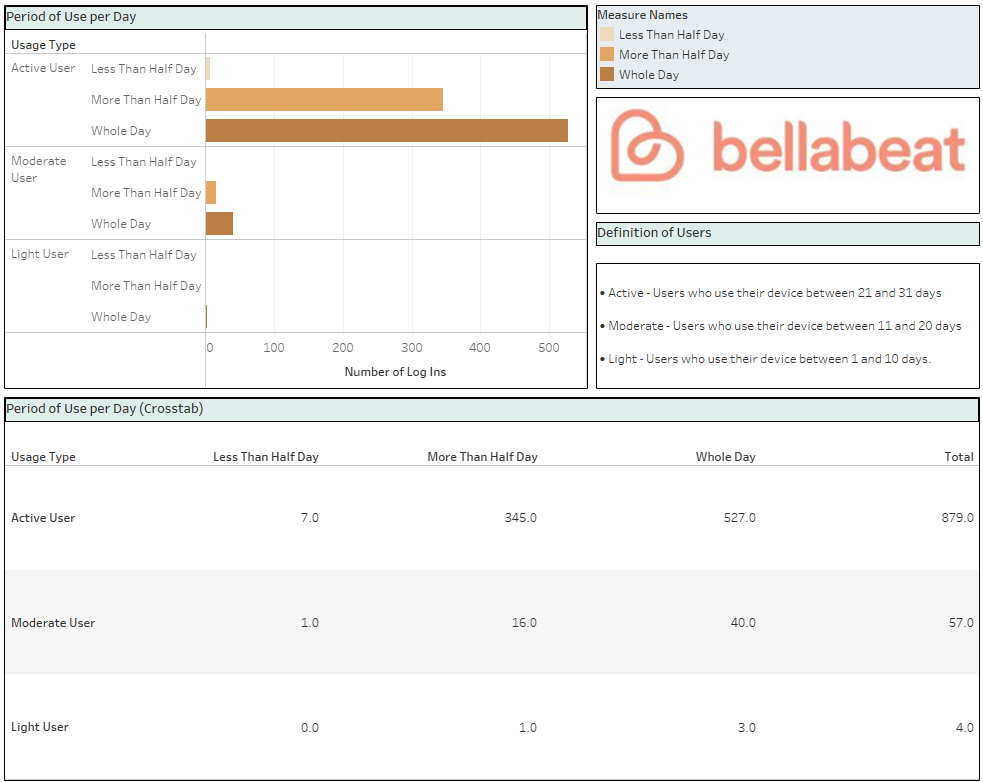 Period of Use per Day
Usage Type
Active User
Less Than Half Day
More Than Half Day
Whole Day
Moderate
User
Less Than Half Day
More Than Half Day
Whole Day
Light User
Less Than Half Day
More Than Half Day
Whole Day
0 100 200 300 400 500
Number of Log Ins
Measure Names
Less Than Half Day
More Than Half Day
Whole Day
bellabeat
Definition of Users
• Active - Users who use their device between 21 and 31 days
• Moderate - Users who use their device between 11 and 20 days
• Light - Users who use their device between 1 and 10 days.
Period of Use per Day (Crosstab)
Usage Type Less Than Half Day More Than Half Day Whole Day Total
Active User 7.0 345.0 527.0 879.0
Moderate User 1.0 16.0 40.0 57.0
Light User 0.0 1.0 3.0 4.0